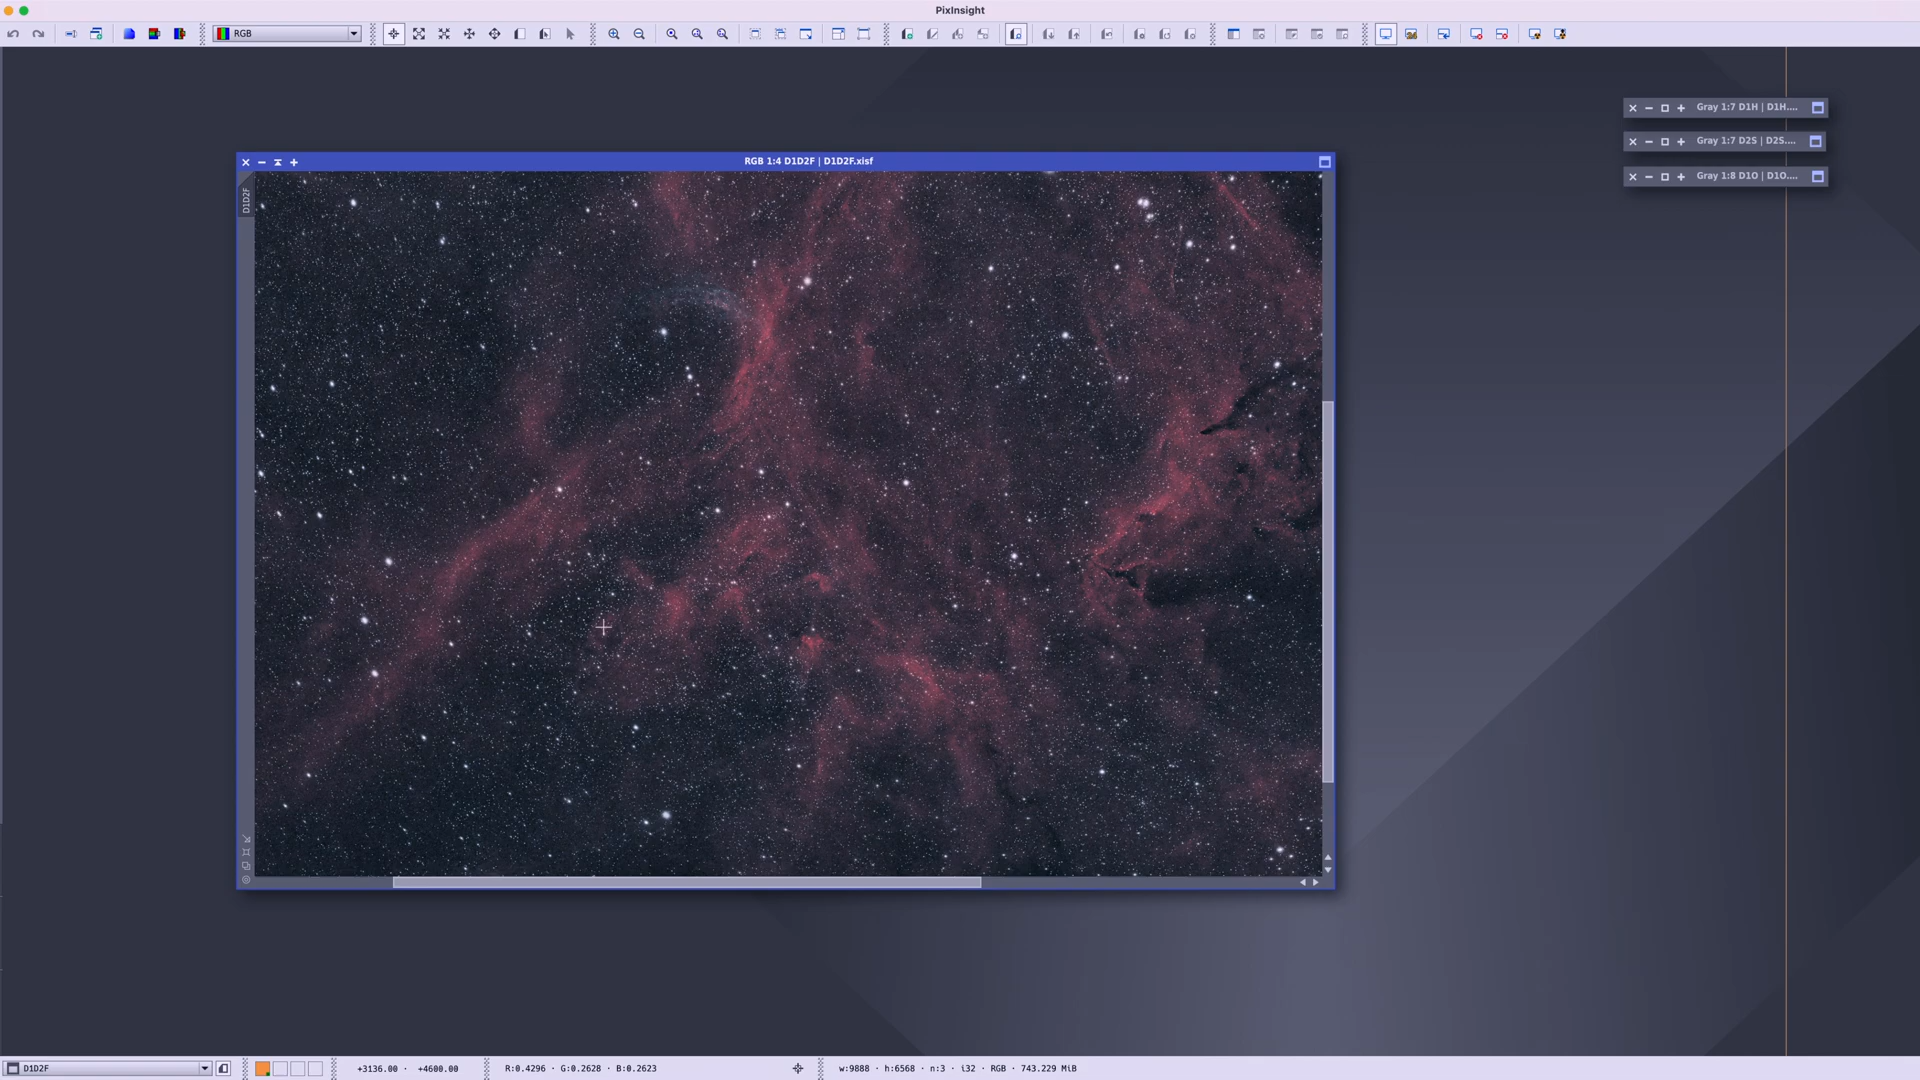 PixInsight
RGB
Gray 1:7 D1H | D1H....
Gray 1:7 D2S | D2S....
Gray 1:8 D1O | D1O....
RGB 1:4 D1D2F | D1D2F.xisf
D1D2F
D1D2F
+3136.00 · +4600.00
R:0.4296 · G:0.2628 · B:0.2623
w:9888 · h:6568 · n:3 · i32 · RGB · 743.229 MiB